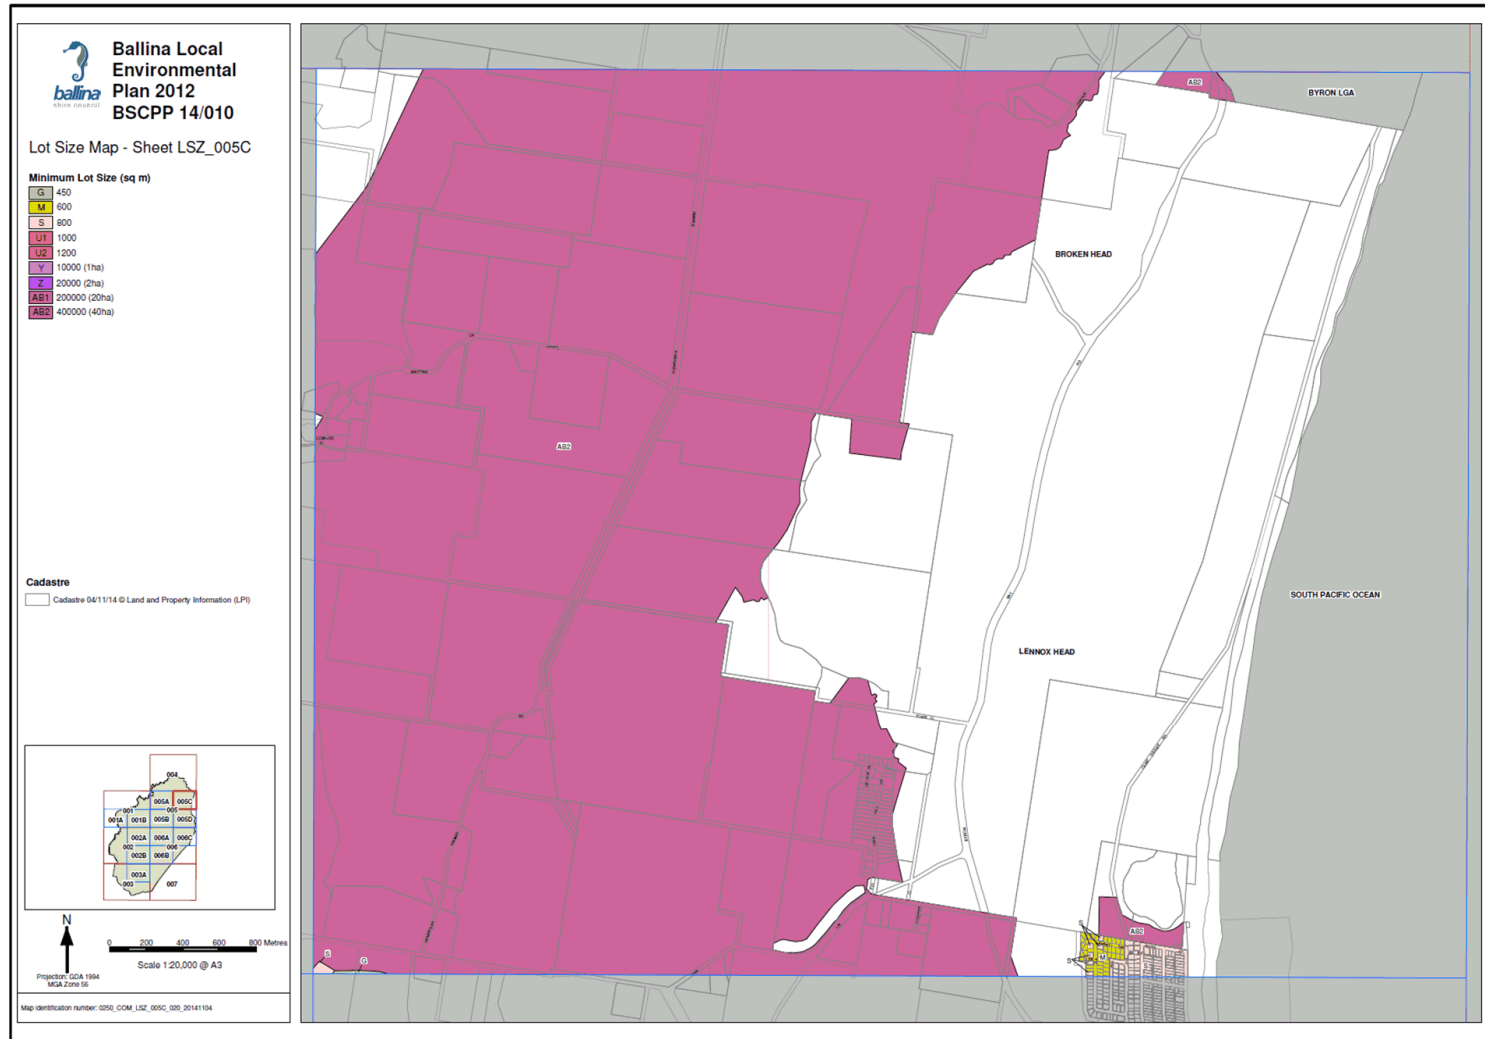 ballina
shire council
Ballina Local
Environmental
Plan 2012
BSCPP 14/010
Lot Size Map - Sheet LSZ_005C
Minimum Lot Size (sq m)
G 450
M 600
S 800
U1 1000
U2 1200
Y 10000 (1ha)
Z 20000 (2ha)
AB1 200000 (20ha)
AB2 400000 (40ha)
Cadastre
Cadastre 04/11/14 © Land and Property Information (LPI)
004
005A 005C
001 005
001A 001B 005B 005D
002A 006A 006C
002 006
002B 006B
003A
003 007
N
0 200 400 600 800 Metres
Scale 1:20,000 @ A3
Projection: GDA 1994
MGA Zone 56
Map identification number: 0250_COM_LSZ_005C_020_20141104
AB2
BYRON LGA
BROKEN HEAD
AB2
SOUTH PACIFIC OCEAN
LENNOX HEAD
AB2
S
M
S
S
S
G